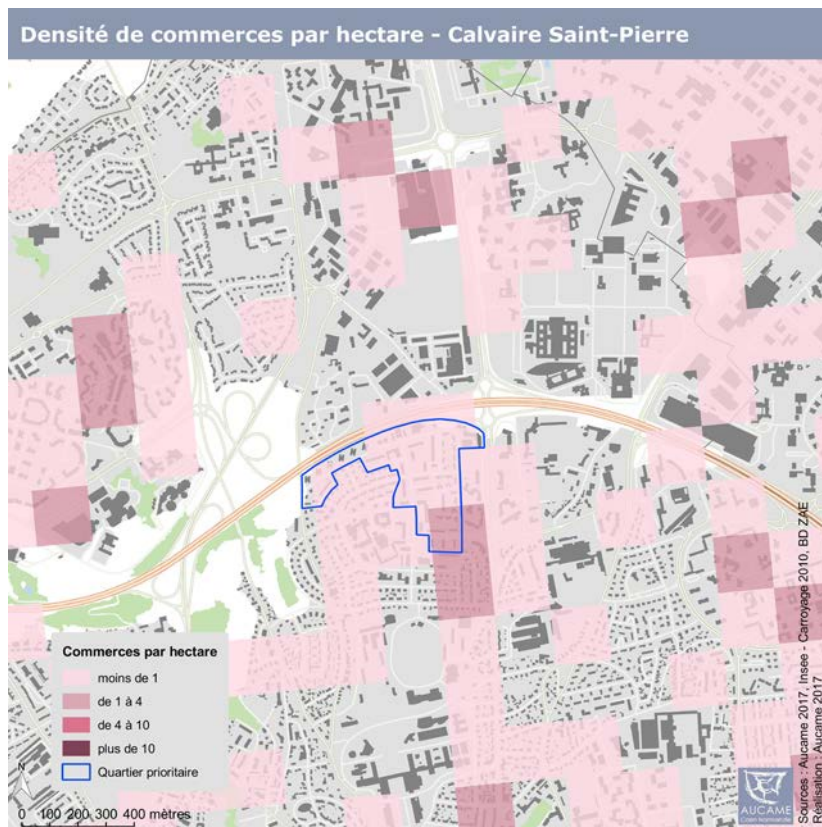 Densité de commerces par hectare - Calvaire Saint-Pierre
Commerces par hectare
moins de 1
de 1 à 4
de 4 à 10
plus de 10
Quartier prioritaire
N
0 100 200 300 400 mètres
AUCAME
Caen Normandie
Sources : Aucame 2017, Insee - Carroyage 2010, BD ZAE
Réalisation : Aucame 2017